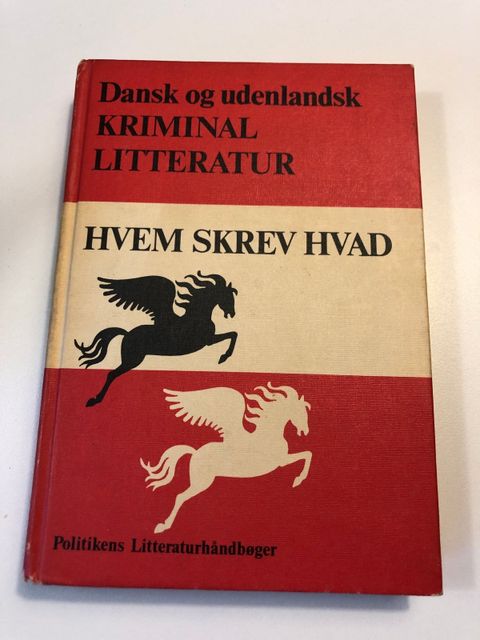 Dansk og udenlandsk
KRIMINAL
LITTERATUR
HVEM SKREV HVAD
Politikens Litteraturhåndbøger